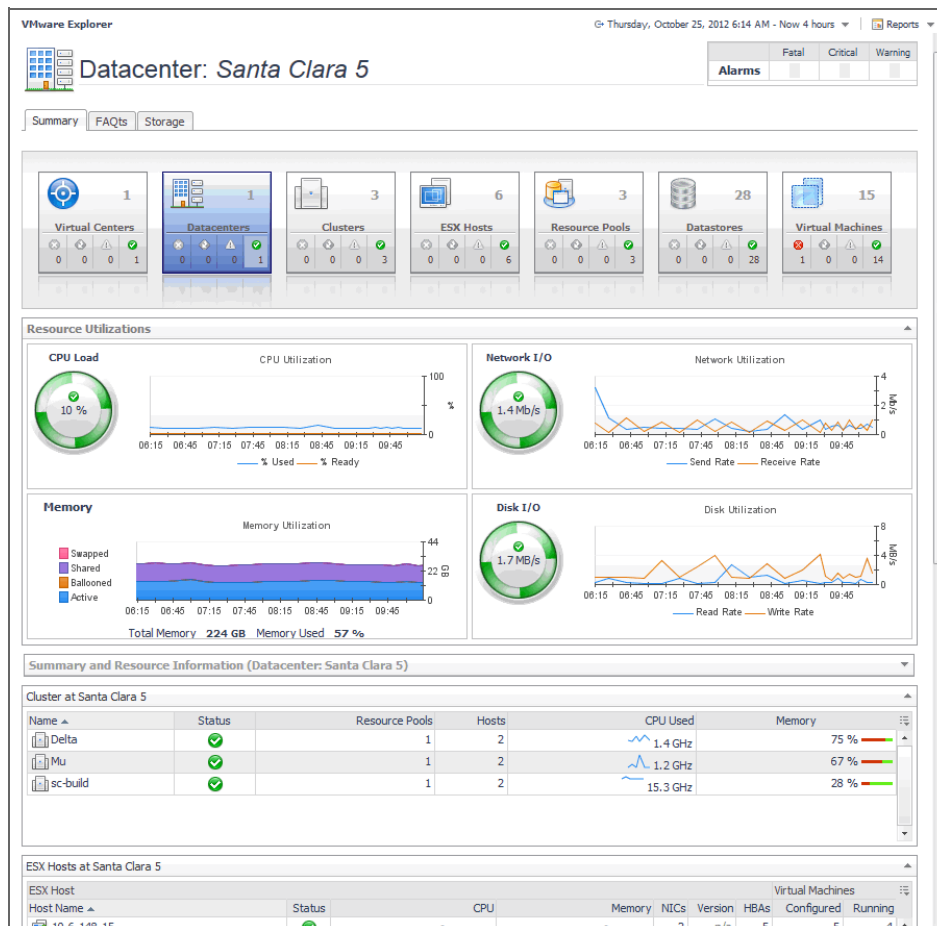 VMware Explorer
Thursday, October 25, 2012 6:14 AM - Now 4 hours
Reports
Datacenter: Santa Clara 5
Fatal Critical Warning
Alarms
Summary FAQts Storage
1 1 3 6 3 28 15
Virtual Centers Datacenters Clusters ESX Hosts Resource Pools Datastores Virtual Machines
0 0 0 1 0 0 0 1 0 0 0 3 0 0 0 6 0 0 0 3 0 0 0 28 1 0 0 14
Resource Utilizations
CPU Load
CPU Utilization
10 %
100
%
0
06:15 06:45 07:15 07:45 08:15 08:45 09:15 09:45
% Used % Ready
Network I/O
Network Utilization
1.4 Mb/s
4
2
0
Mb/s
06:15 06:45 07:15 07:45 08:15 08:45 09:15 09:45
Send Rate Receive Rate
Memory
Memory Utilization
Swapped
Shared
Ballooned
Active
44
22
0
GB
06:15 06:45 07:15 07:45 08:15 08:45 09:15 09:45
Total Memory 224 GB Memory Used 57 %
Disk I/O
Disk Utilization
1.7 MB/s
8
4
0
MB/s
06:15 06:45 07:15 07:45 08:15 08:45 09:15 09:45
Read Rate Write Rate
Summary and Resource Information (Datacenter: Santa Clara 5)
Cluster at Santa Clara 5
Name Status Resource Pools Hosts CPU Used Memory
Delta 1 2 1.4 GHz 75 %
Mu 1 2 1.2 GHz 67 %
sc-build 1 2 15.3 GHz 28 %
ESX Hosts at Santa Clara 5
ESX Host Virtual Machines
Host Name Status CPU Memory NICs Version HBAs Configured Running